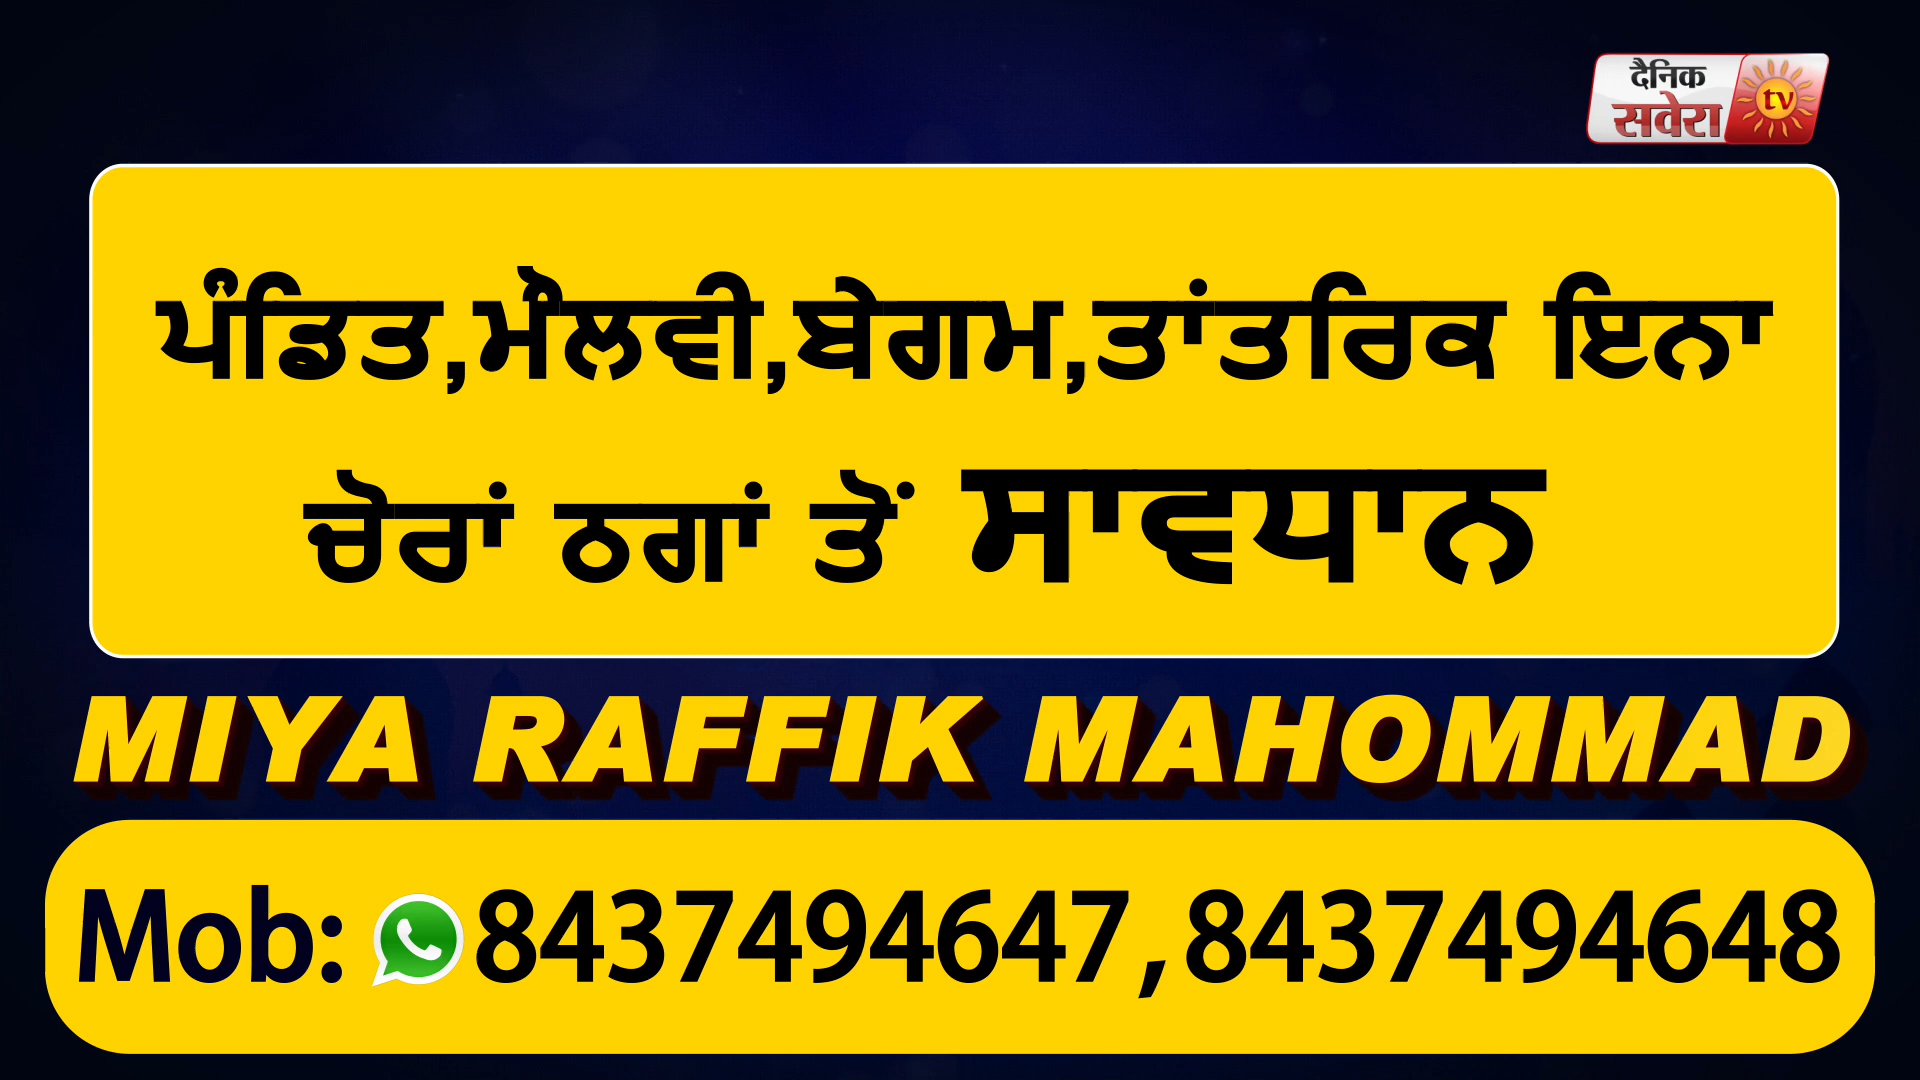 दैनिक
सवेरा tv
ਪੰਡਿਤ,ਮੌਲਵੀ,ਬੇਗਮ,ਤਾਂਤਰਿਕ ਇਨਾ
ਚੋਰਾਂ ਠਗਾਂ ਤੋਂ ਸਾਵਧਾਨ
MIYA RAFFIK MAHOMMAD
Mob: 8437494647,8437494648